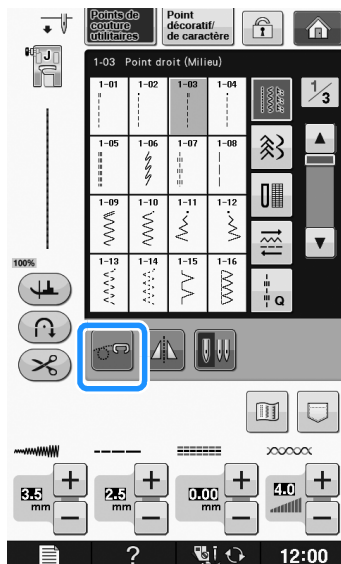 Points de couture utilitaires
Point décoratif/ de caractère
J
1-03 Point droit (Milieu)
1/3
1-01 1-02 1-03 1-04
1-05 1-06 1-07 1-08
1-09 1-10 1-11 1-12
1-13 1-14 1-15 1-16
Q
100%
3.5 mm
2.5 mm
0.00 mm
4.0
?
12:00